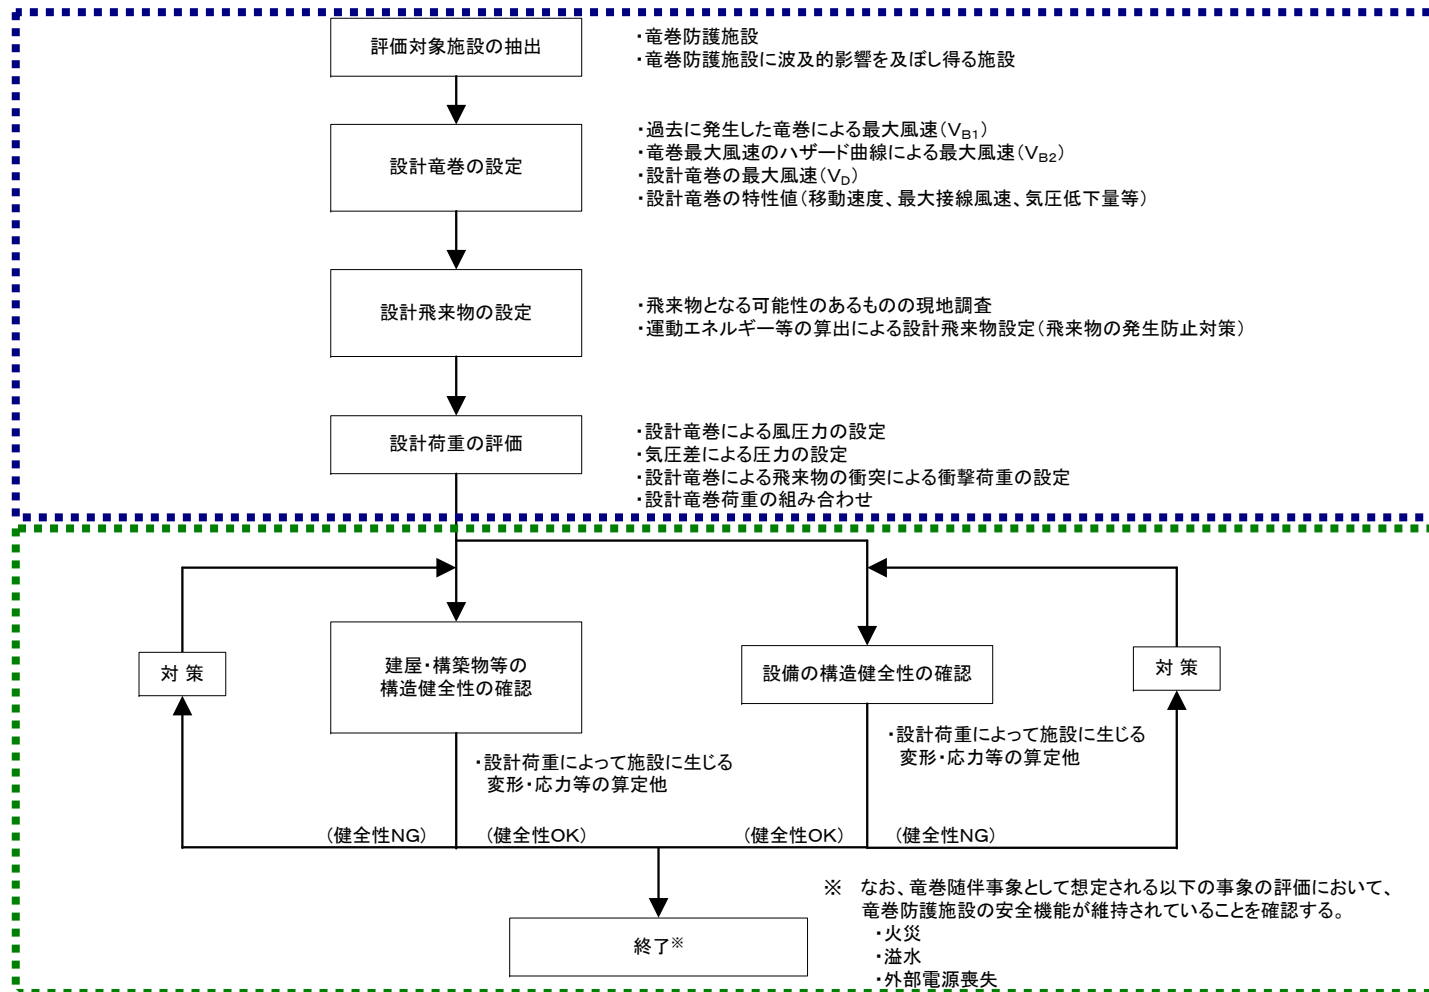 評価対象施設の抽出
・竜巻防護施設
・竜巻防護施設に波及的影響を及ぼし得る施設
設計竜巻の設定
・過去に発生した竜巻による最大風速(VB1)
・竜巻最大風速のハザード曲線による最大風速(VB2)
・設計竜巻の最大風速(VD)
・設計竜巻の特性値(移動速度、最大接線風速、気圧低下量等)
設計飛来物の設定
・飛来物となる可能性のあるものの現地調査
・運動エネルギー等の算出による設計飛来物設定(飛来物の発生防止対策)
設計荷重の評価
・設計竜巻による風圧力の設定
・気圧差による圧力の設定
・設計竜巻による飛来物の衝突による衝撃荷重の設定
・設計竜巻荷重の組み合わせ
対 策
建屋・構築物等の
構造健全性の確認
設備の構造健全性の確認
対 策
・設計荷重によって施設に生じる
変形・応力等の算定他
・設計荷重によって施設に生じる
変形・応力等の算定他
(健全性NG)
(健全性OK)
(健全性OK)
(健全性NG)
終了※
※ なお、竜巻随伴事象として想定される以下の事象の評価において、
竜巻防護施設の安全機能が維持されていることを確認する。
・火災
・溢水
・外部電源喪失